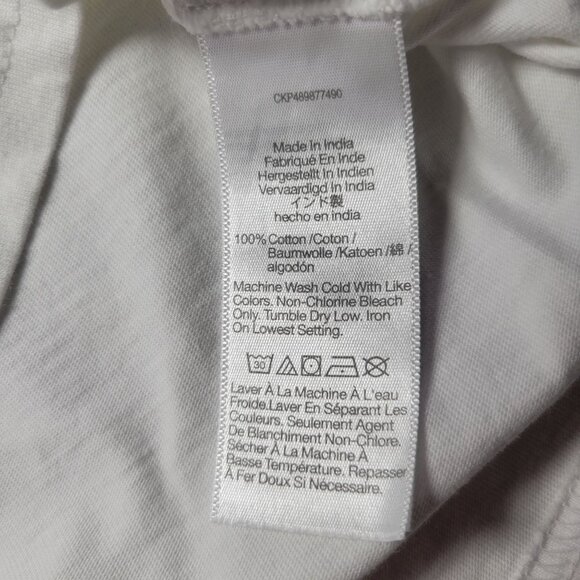 CKP489877490
Made In India
Fabriqué En Inde
Hergestellt In Indien
Vervaardigd In India
インド製
hecho en india
100% Cotton /Coton/
Baumwolle /Katoen /綿 /
algodón
Machine Wash Cold With Like
Colors. Non-Chlorine Bleach
Only. Tumble Dry Low. Iron
On Lowest Setting.
30
Laver À La Machine À L'eau
Froide.Laver En Séparant Les
Couleurs. Seulement Agent
De Blanchiment Non-Chlore.
Sécher À La Machine À
Basse Température. Repasser
À Fer Doux Si Nécessaire.